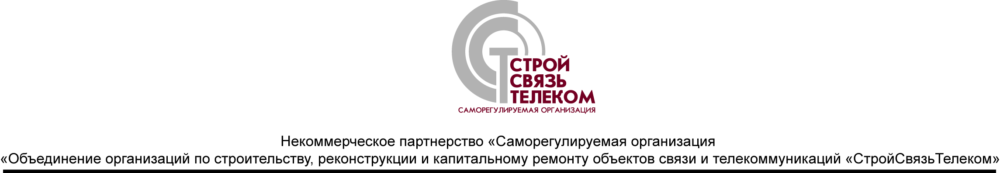 СТРОЙ
СВЯЗЬ
ТЕЛЕКОМ
САМОРЕГУЛИРУЕМАЯ ОРГАНИЗАЦИЯ
Некоммерческое партнерство «Саморегулируемая организация
«Объединение организаций по строительству, реконструкции и капитальному ремонту объектов связи и телекоммуникаций «СтройСвязьТелеком»